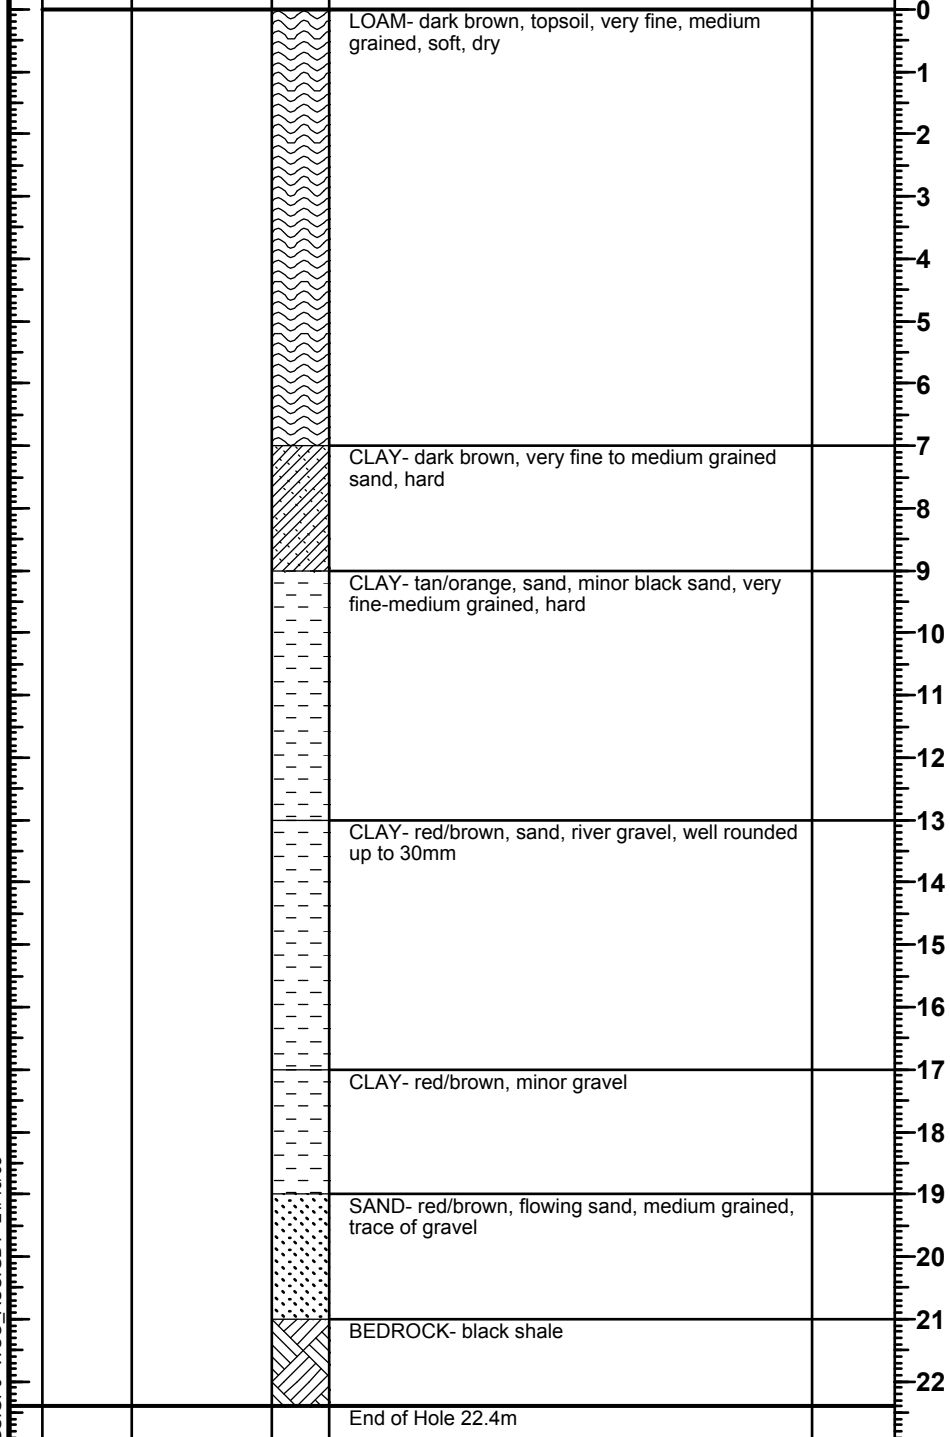 0
LOAM- dark brown, topsoil, very fine, medium
grained, soft, dry
1
2
3
4
5
6
7
CLAY- dark brown, very fine to medium grained
sand, hard
8
9
CLAY- tan/orange, sand, minor black sand, very
fine-medium grained, hard
10
11
12
13
CLAY- red/brown, sand, river gravel, well rounded
up to 30mm
14
15
16
17
CLAY- red/brown, minor gravel
18
19
SAND- red/brown, flowing sand, medium grained,
trace of gravel
20
21
BEDROCK- black shale
22
End of Hole 22.4m